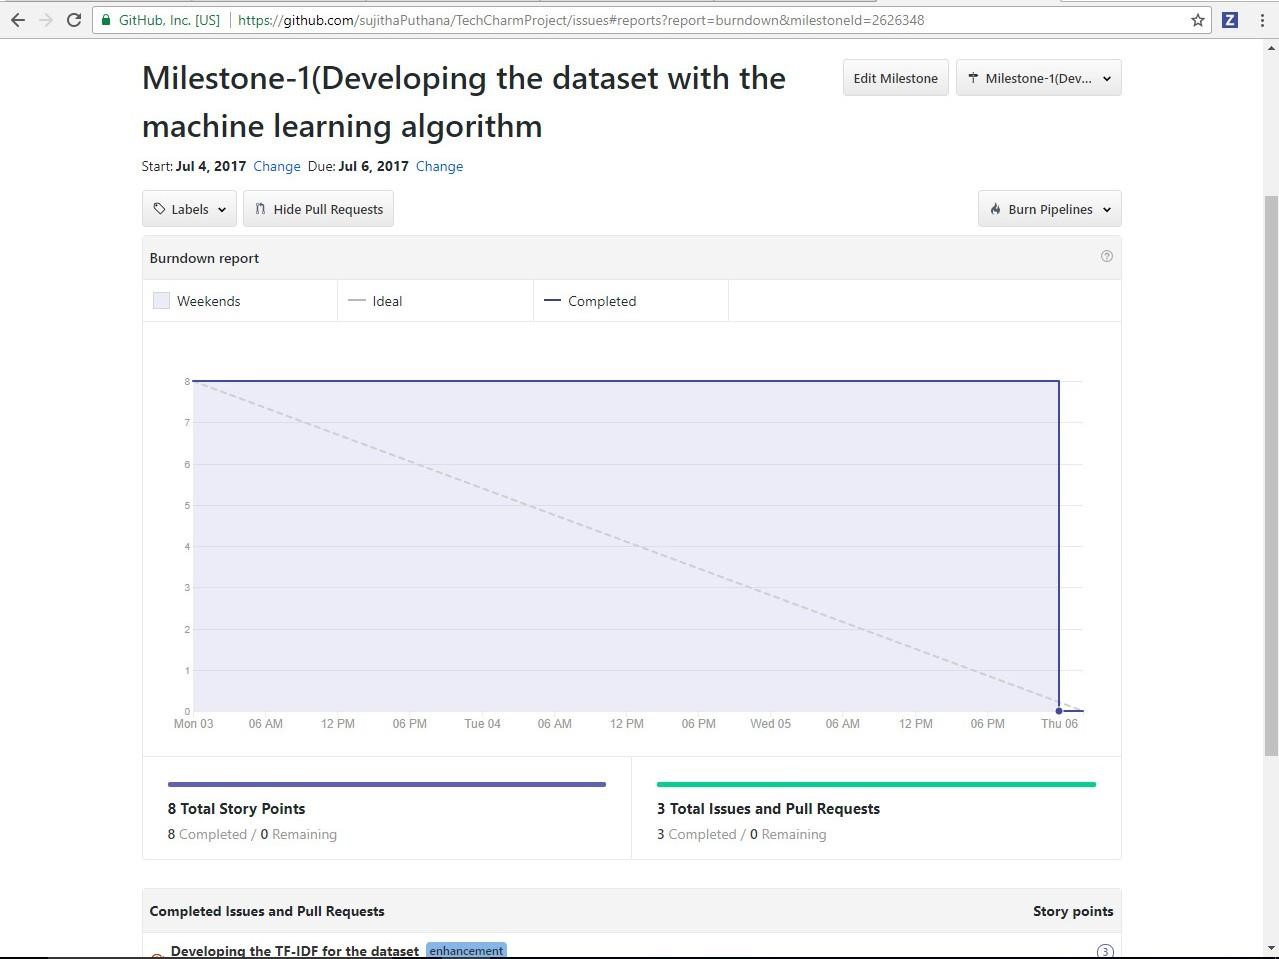 GitHub, Inc. [US] https://github.com/sujithaPuthana/TechCharmProject/issues#reports?report=burndown&milestoneId=2626348 Z
Milestone-1(Developing the dataset with the
machine learning algorithm
Edit Milestone
Milestone-1(Dev...
Start: Jul 4, 2017 Change Due: Jul 6, 2017 Change
Labels
Hide Pull Requests
Burn Pipelines
Burndown report
Weekends
Ideal
Completed
8
7
6
5
4
3
2
1
0
Mon 03 06 AM 12 PM 06 PM Tue 04 06 AM 12 PM 06 PM Wed 05 06 AM 12 PM 06 PM Thu 06
8 Total Story Points
8 Completed / 0 Remaining
3 Total Issues and Pull Requests
3 Completed / 0 Remaining
Completed Issues and Pull Requests Story points
Developing the TF-IDF for the dataset enhancement 3